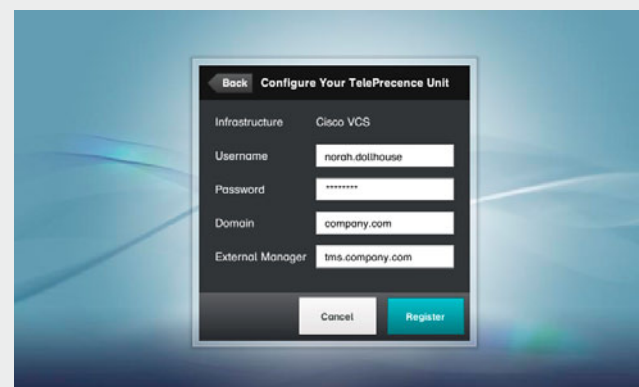 Back Configure Your TelePrecence Unit
Infrastructure Cisco VCS
Username norah.dollhouse
Password ********
Domain company.com
External Manager tms.company.com
Cancel Register